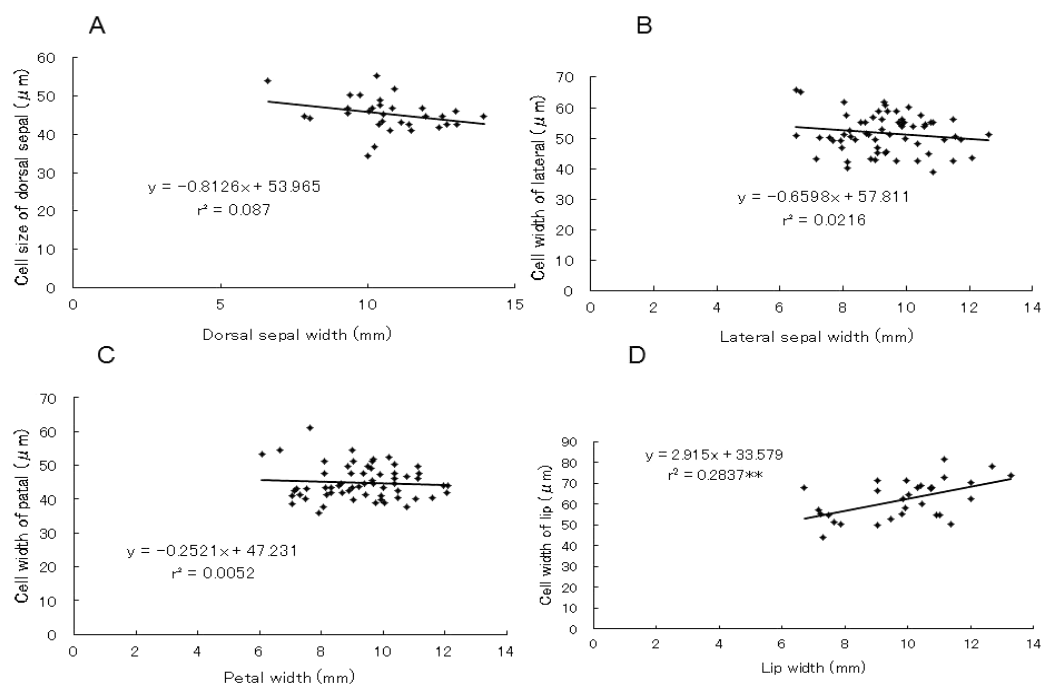 A
Cell size of dorsal sepal (μm)
60
50
40
30
20
10
0
y = -0.8126x + 53.965
r² = 0.087
0 5 10 15
Dorsal sepal width (mm)
B
Cell width of lateral (μm)
70
60
50
40
30
20
10
0
y = -0.6598x + 57.811
r² = 0.0216
0 2 4 6 8 10 12 14
Lateral sepal width (mm)
C
Cell width of patal (μm)
70
60
50
40
30
20
10
0
y = -0.2521x + 47.231
r² = 0.0052
0 2 4 6 8 10 12 14
Petal width (mm)
D
Cell width of lip (μm)
90
80
70
60
50
40
30
20
10
0
y = 2.915x + 33.579
r² = 0.2837**
0 2 4 6 8 10 12 14
Lip width (mm)